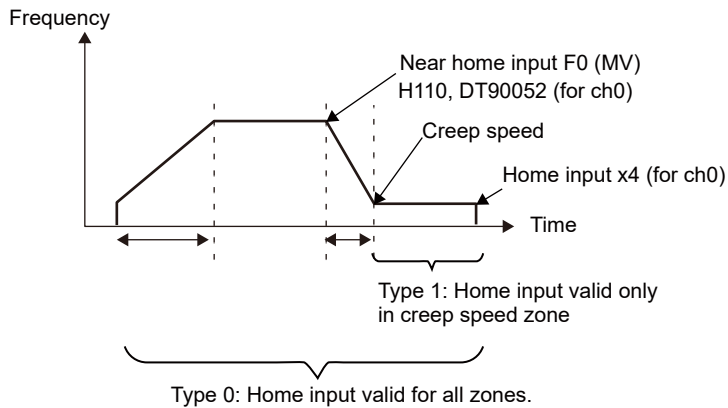 Frequency
Near home input F0 (MV)
H110, DT90052 (for ch0)
Creep speed
Home input x4 (for ch0)
Time
Type 1: Home input valid only
in creep speed zone
Type 0: Home input valid for all zones.